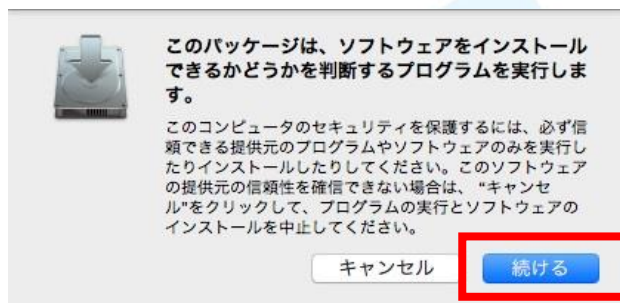 このパッケージは、ソフトウェアをインストール
できるかどうかを判断するプログラムを実行しま
す。
このコンピュータのセキュリティを保護するには、必ず信
頼できる提供元のプログラムやソフトウェアのみを実行し
たりインストールしたりしてください。このソフトウェア
の提供元の信頼性を確信できない場合は、 “キャンセ
ル"をクリックして、プログラムの実行とソフトウェアの
インストールを中止してください。
キャンセル
続ける